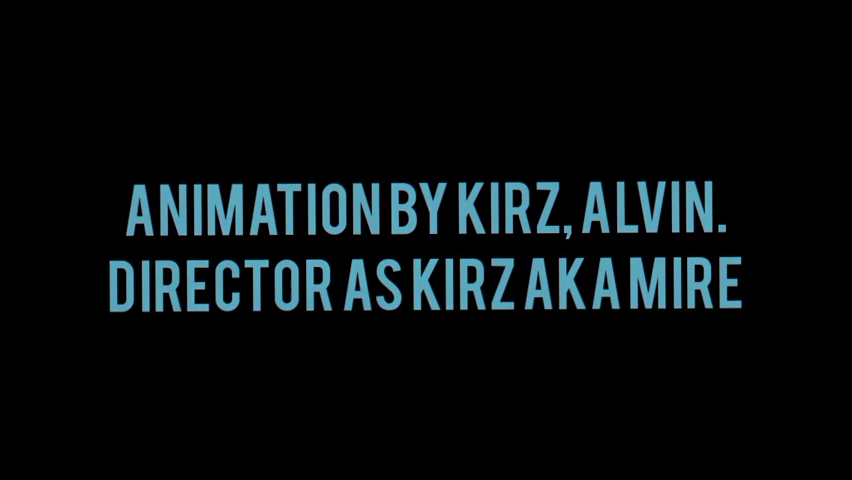 ANIMATION BY KIRZ, ALVIN.
DIRECTOR AS KIRZ AKA MIRE